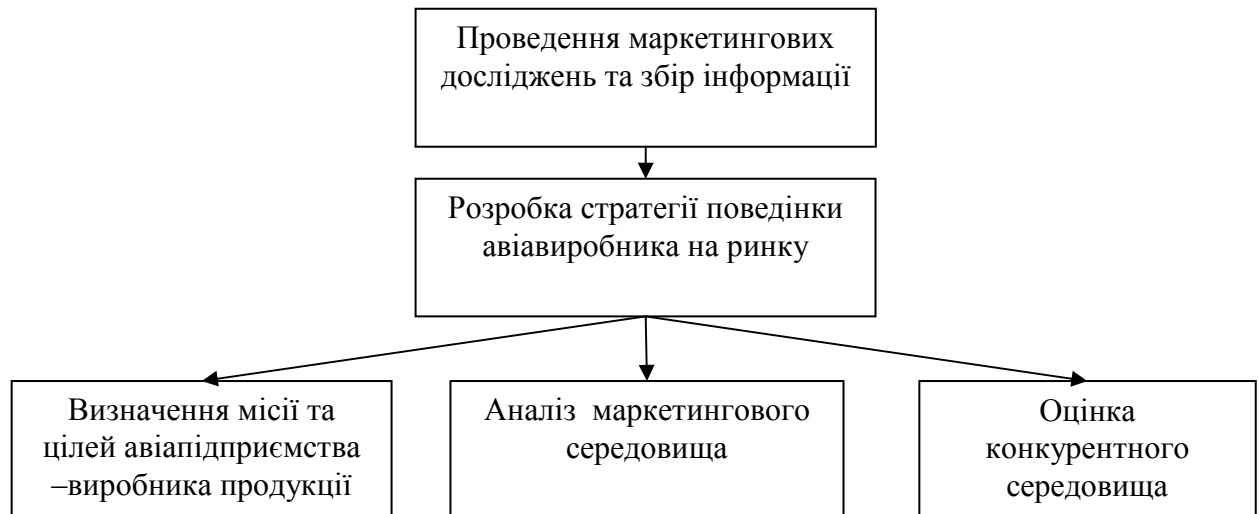 Проведення маркетингових
досліджень та збір інформації
Розробка стратегії поведінки
авіавиробника на ринку
Визначення місії та
цілей авіапідприємства
–виробника продукції
Аналіз маркетингового
середовища
Оцінка
конкурентного
середовища